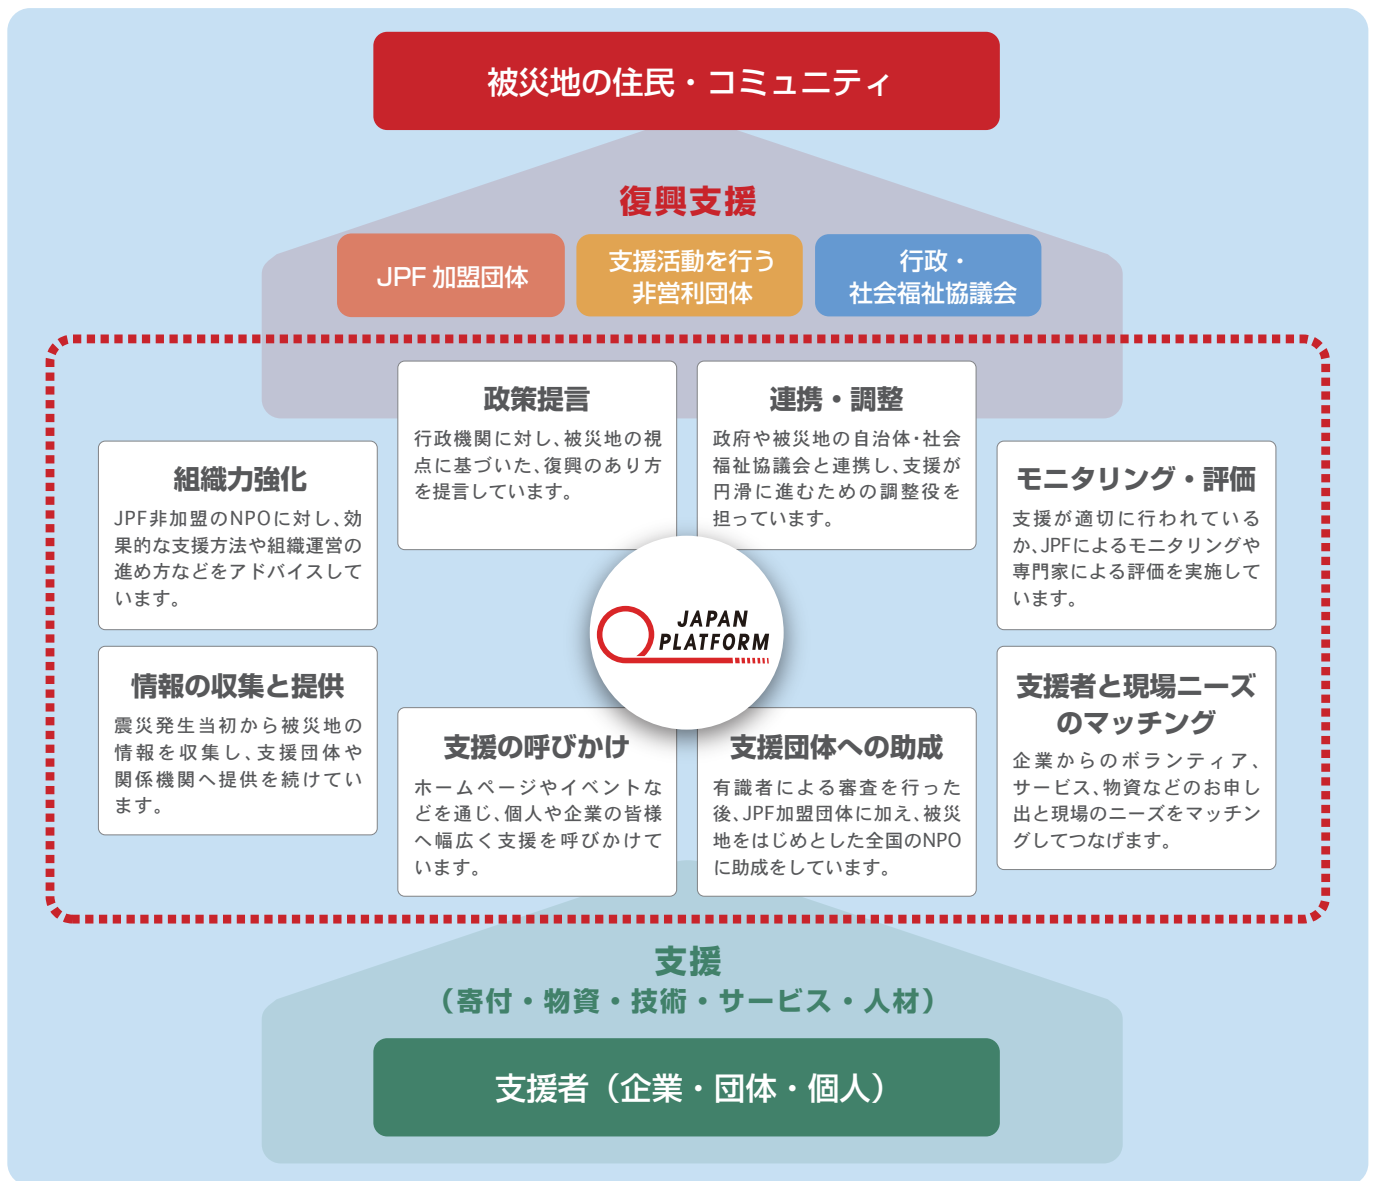 被災地の住民・コミュニティ
復興支援
JPF 加盟団体
支援活動を行う
非営利団体
行政・
社会福祉協議会
政策提言
行政機関に対し、被災地の視
点に基づいた、復興のあり方
を提言しています。
連携・調整
政府や被災地の自治体・社会
福祉協議会と連携し、支援が
円滑に進むための調整役を
担っています。
組織力強化
JPF非加盟のNPOに対し、効
果的な支援方法や組織運営の
進め方などをアドバイスして
います。
モニタリング・評価
支援が適切に行われている
か、JPFによるモニタリングや
専門家による評価を実施して
います。
JAPAN
PLATFORM
情報の収集と提供
震災発生当初から被災地の
情報を収集し、支援団体や
関係機関へ提供を続けてい
ます。
支援の呼びかけ
ホームページやイベントな
どを通じ、個人や企業の皆様
へ幅広く支援を呼びかけて
います。
支援団体への助成
有識者による審査を行った
後、JPF加盟団体に加え、被災
地をはじめとした全国のNPO
に助成をしています。
支援者と現場ニーズ
のマッチング
企業からのボランティア、
サービス、物資などのお申し
出と現場のニーズをマッチン
グしてつなげます。
支援
（寄付・物資・技術・サービス・人材）
支援者（企業・団体・個人）